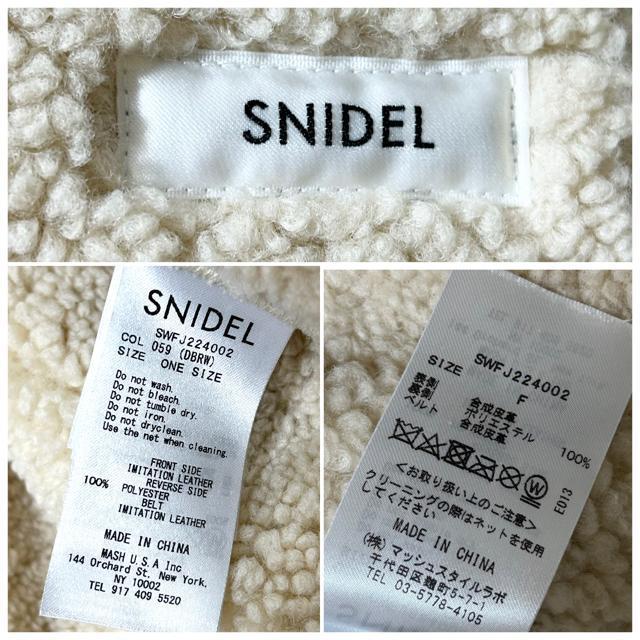 SNIDEL
SNIDEL
SWFJ224002
COL 059 (DBRW)
SIZE ONE SIZE
Do not wash.
Do not bleach.
Do not tumble dry.
Do not iron.
Do not dryclean.
Use the net when cleaning.
FRONT SIDE
IMITATION LEATHER
REVERSE SIDE
100% POLYESTER
BELT
IMITATION LEATHER
MADE IN CHINA
MASH U.S.A Inc
144 Orchard St. New York,
NY 10002
TEL 917 409 5520
SWFJ224002
SIZE F
表側 合成皮革
裏側 ポリエステル 100%
ベルト 合成皮革
W
E013
<お取り扱い上のご注意>
クリーニングの際はネットを使用
してください
MADE IN CHINA
(株)マッシュスタイルラボ
千代田区麹町5-7-1
TEL 03-5778-4105